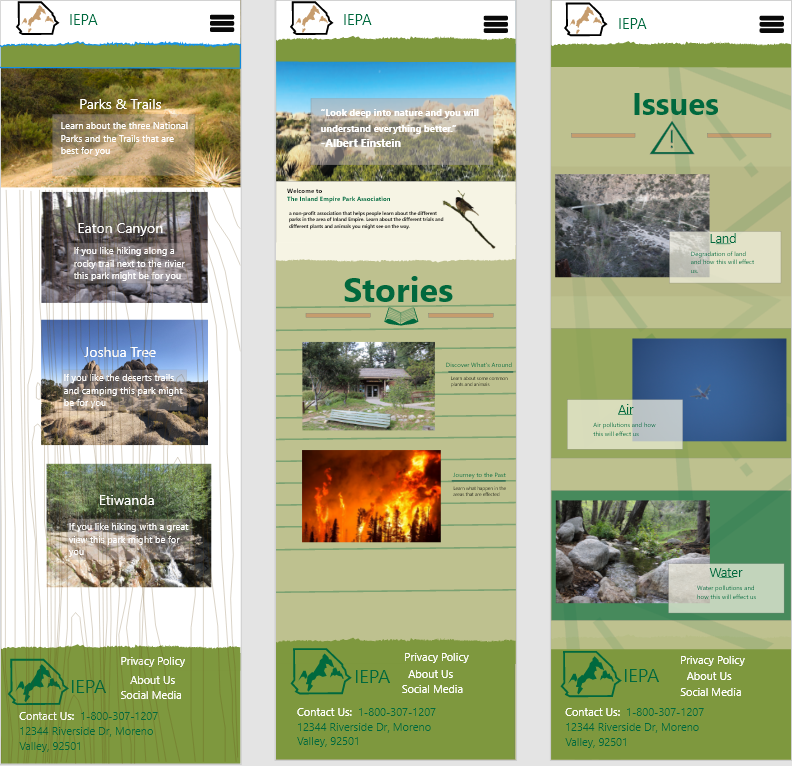 IEPA
Parks & Trails
Learn about the three National
Parks and the Trails that are
best for you
Eaton Canyon
If you like hiking along a
rocky trail next to the rivier
this park might be for you
Joshua Tree
If you like the deserts trails
and camping this park might
be for you
Etiwanda
If you like hiking with a great
view this park might be for
you
IEPA
Privacy Policy
About Us
Social Media
Contact Us: 1-800-307-1207
12344 Riverside Dr, Moreno
Valley, 92501
IEPA
"Look deep into nature and you will
understand everything better."
-Albert Einstein
Welcome to
The Inland Empire Park Association
a non-profit association that helps people learn about the different
parks in the area of Inland Empire. Learn about the different trials and
different plants and animals you might see on the way.
Stories
Discover What's Around
Learn about some common
plants and animals
Journey to the Past
Learn what happen in the
areas that are effected
IEPA
Privacy Policy
About Us
Social Media
Contact Us: 1-800-307-1207
12344 Riverside Dr, Moreno
Valley, 92501
IEPA
Issues
Land
Degradation of land
and how this will effect
us.
Air
Air pollutions and how
this will effect us
Water
Water pollutions and
how this will effect us
IEPA
Privacy Policy
About Us
Social Media
Contact Us: 1-800-307-1207
12344 Riverside Dr, Moreno
Valley, 92501